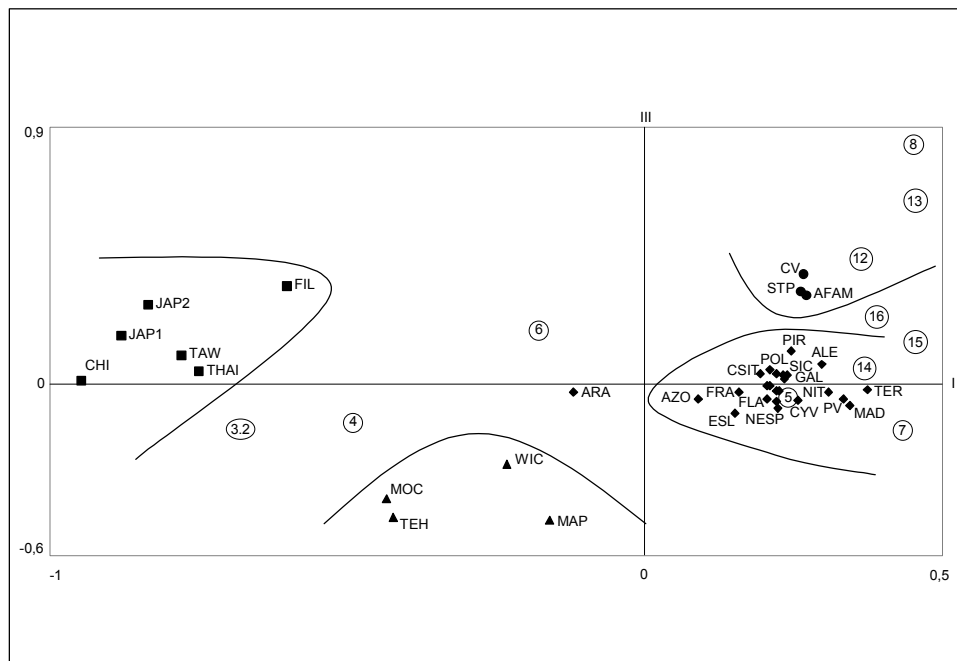 III
0,9
8
13
CV
12
STP
AFAM
FIL
JAP2
16
6
15
JAP1
PIR
TAW
POL
ALE
THAI
CSIT
SIC
14
CHI
GAL
0
I
ARA
AZO
FRA
5
NIT
TER
FLA
PV
MAD
ESL
NESP
CYV
3.2
4
7
WIC
MOC
TEH
MAP
-0,6
-1
0
0,5